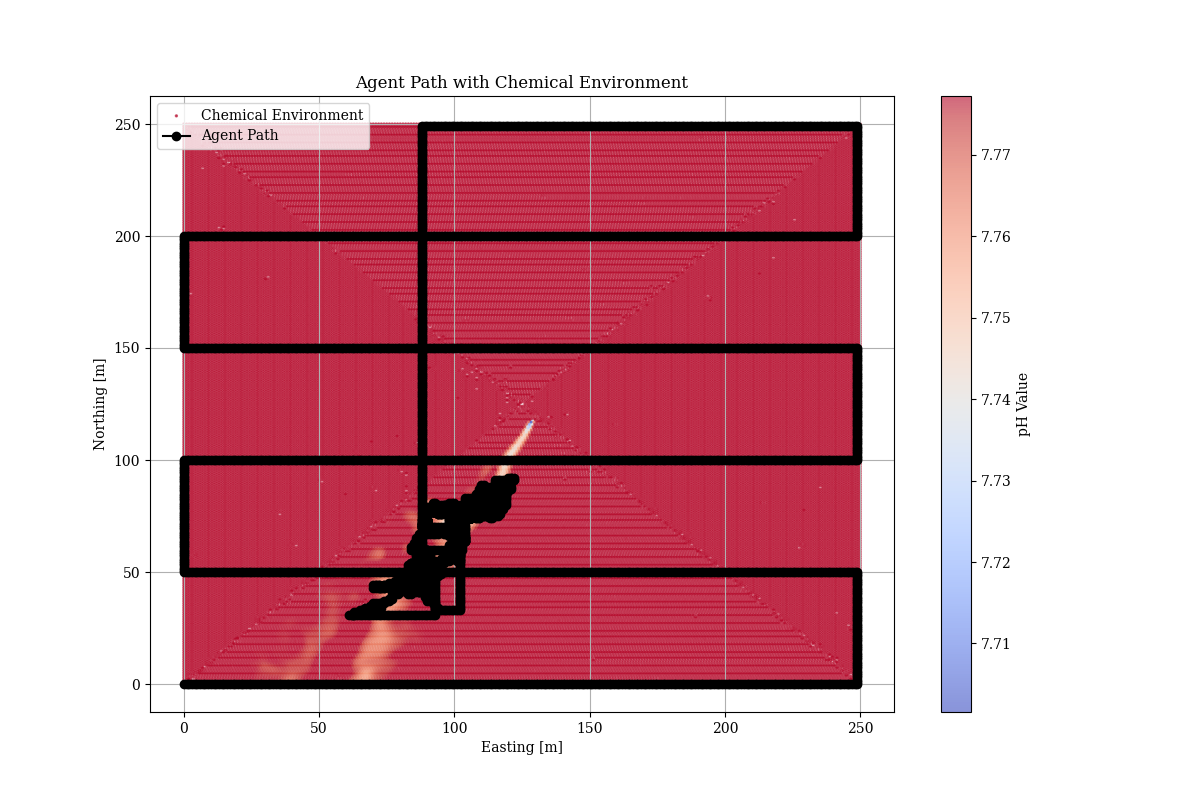 Agent Path with Chemical Environment
Chemical Environment
Agent Path
250
200
150
100
50
0
Northing [m]
0 50 100 150 200 250
Easting [m]
7.77
7.76
7.75
7.74
7.73
7.72
7.71
pH Value